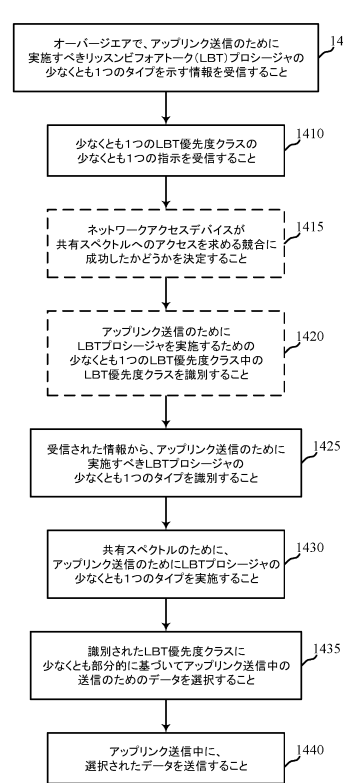 オーバージエアで、アップリンク送信のために
実施すべきリッスンビフォアトーク(LBT)プロシージャの
少なくとも1つのタイプを示す情報を受信すること
14
少なくとも1つのLBT優先度クラスの
少なくとも1つの指示を受信すること
1410
ネットワークアクセスデバイスが
共有スペクトルへのアクセスを求める競合に
成功したかどうかを決定すること
1415
アップリンク送信のために
LBTプロシージャを実施するための
少なくとも1つのLBT優先度クラス中の
LBT優先度クラスを識別すること
1420
受信された情報から、アップリンク送信のために
実施すべきLBTプロシージャの
少なくとも1つのタイプを識別すること
1425
共有スペクトルのために、
アップリンク送信のためにLBTプロシージャの
少なくとも1つのタイプを実施すること
1430
識別されたLBT優先度クラスに
少なくとも部分的に基づいてアップリンク送信中の
送信のためのデータを選択すること
1435
アップリンク送信中に、
選択されたデータを送信すること
1440